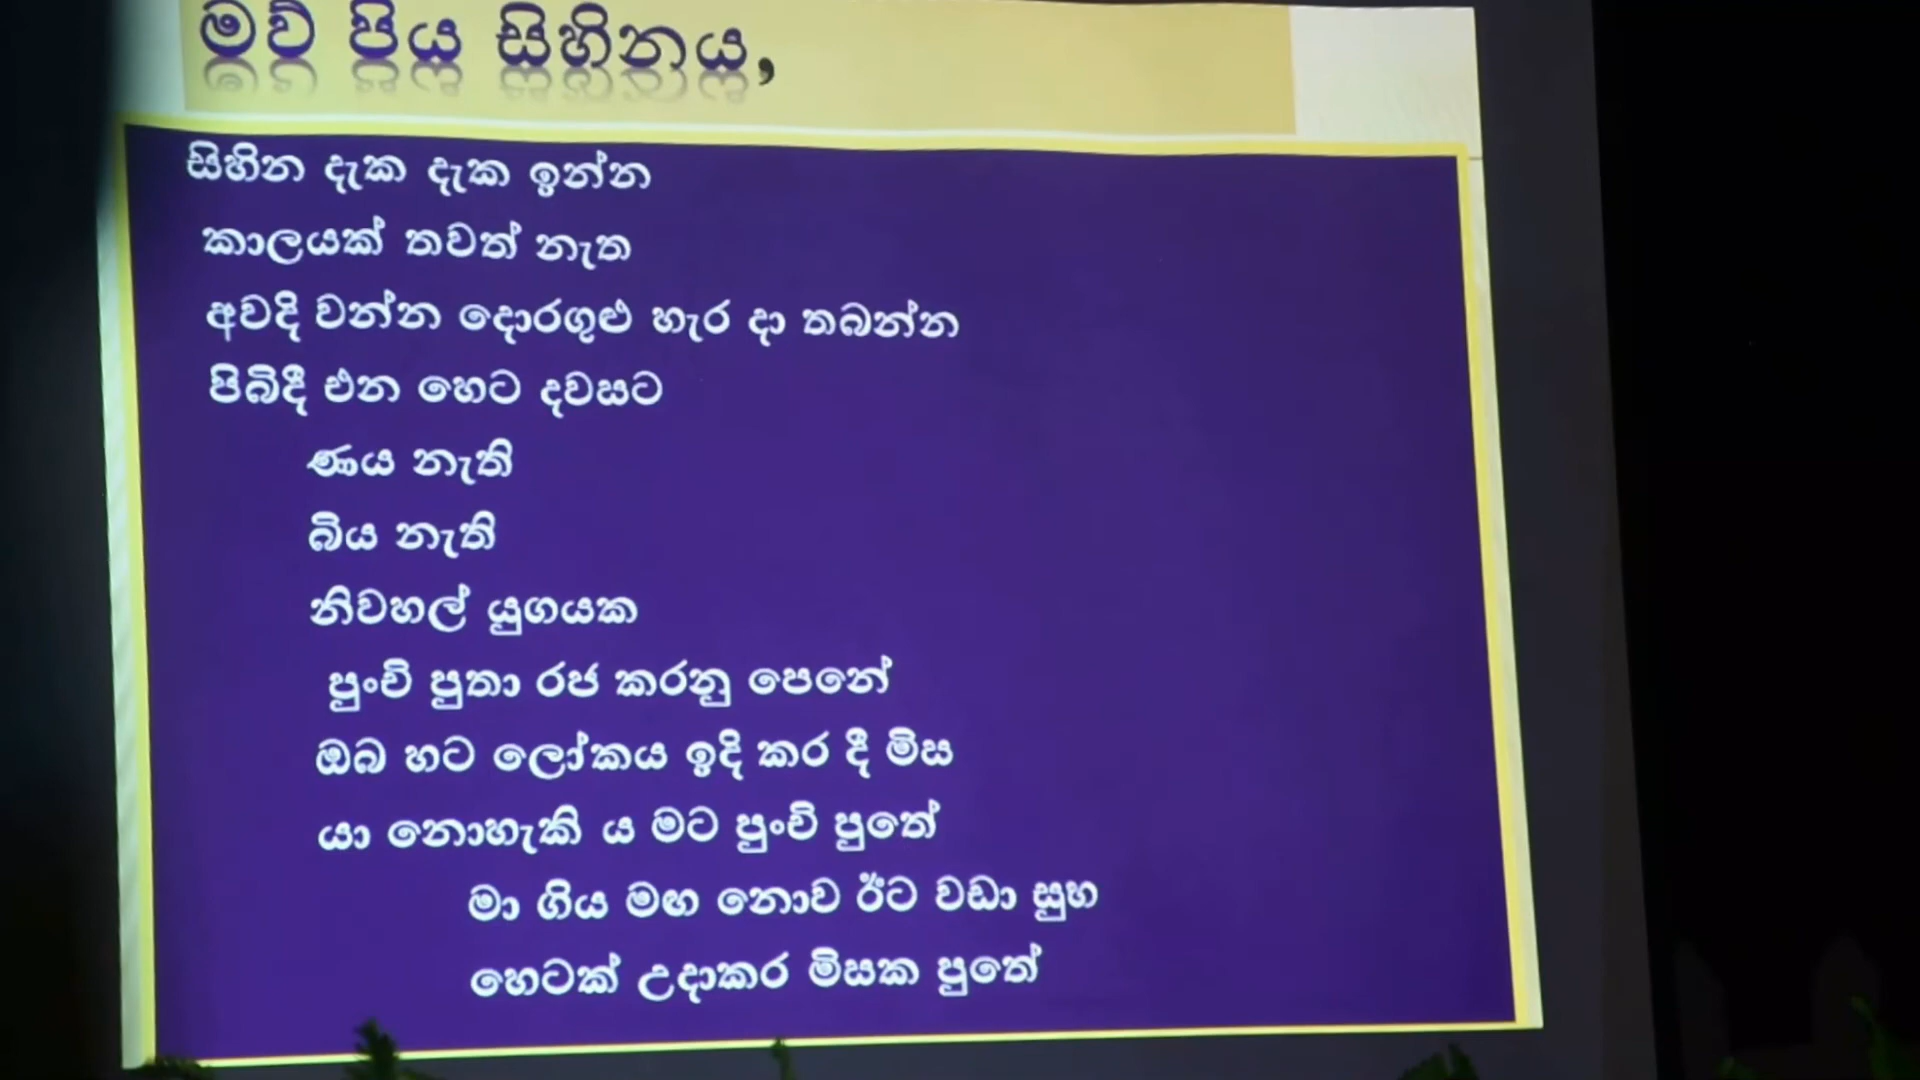 මව් පිය සිහිනය,
සිහින දැක දැක ඉන්න
කාලයක් තවත් නැත
අවදි වන්න දොරගුළු හැර දා තබන්න
පිබිදී එන හෙට දවසට
ණය නැති
බිය නැති
නිවහල් යුගයක
පුංචි පුතා රජ කරනු පෙනේ
ඔබ හට ලෝකය ඉදි කර දී මිස
යා නොහැකි ය මට පුංචි පුතේ
මා ගිය මඟ නොව ඊට වඩා සුභ
හෙටක් උදාකර මිසක පුතේ